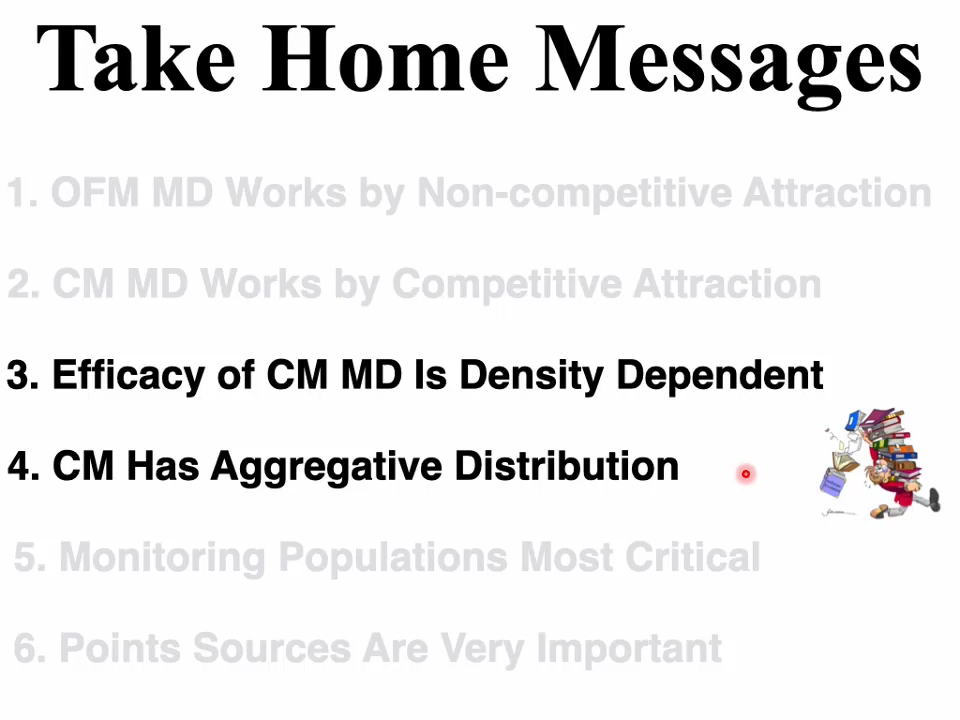 Take Home Messages
1. OFM MD Works by Non-competitive Attraction
2. CM MD Works by Competitive Attraction
3. Efficacy of CM MD Is Density Dependent
4. CM Has Aggregative Distribution
5. Monitoring Populations Most Critical
6. Points Sources Are Very Important